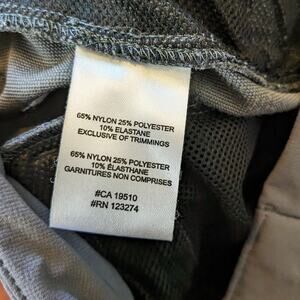 65% NYLON 25% POLYESTER
10% ELASTANE
EXCLUSIVE OF TRIMMINGS
65% NYLON 25% POLYESTER
10% ÉLASTHANE
GARNITURES NON COMPRISES
#CA 19510
#RN 123274